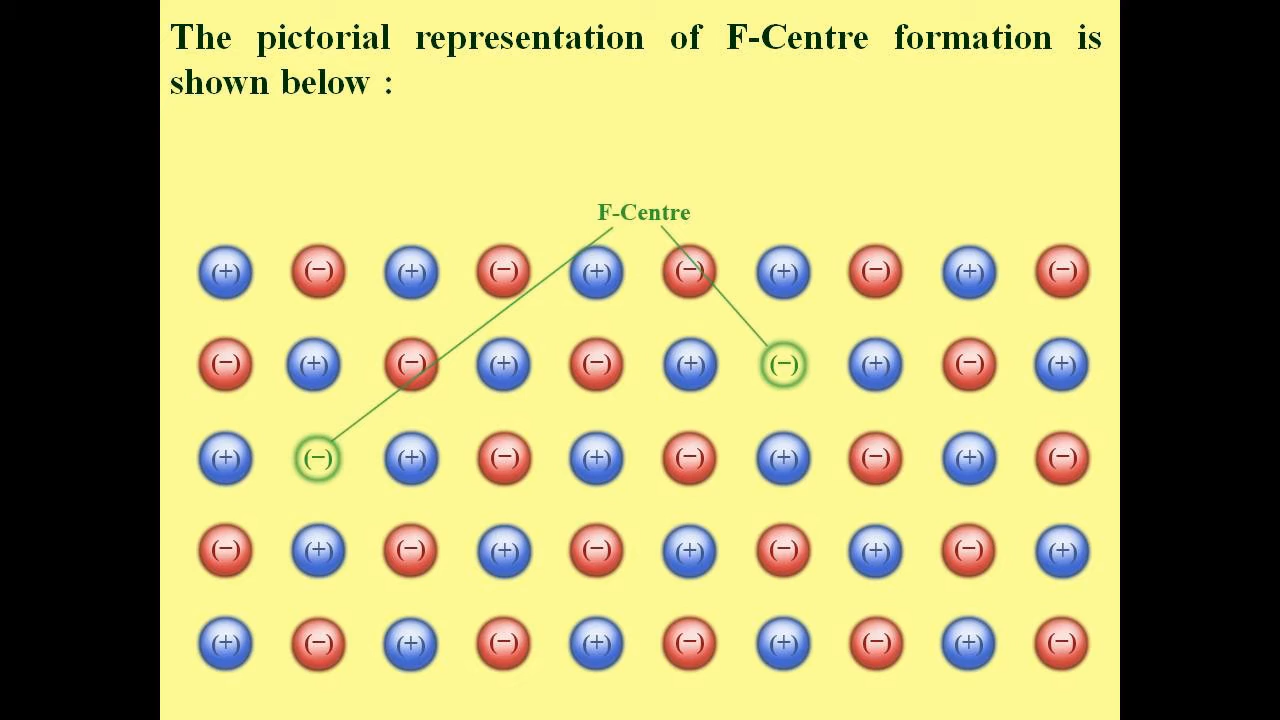 The pictorial representation of F-Centre formation is
shown below :
F-Centre
(+) (−) (+) (−) (+) (−) (+) (−) (+) (−)
(−) (+) (−) (+) (−) (+) (−) (+) (−) (+)
(+) (−) (+) (−) (+) (−) (+) (−) (+) (−)
(−) (+) (−) (+) (−) (+) (−) (+) (−) (+)
(+) (−) (+) (−) (+) (−) (+) (−) (+) (−)